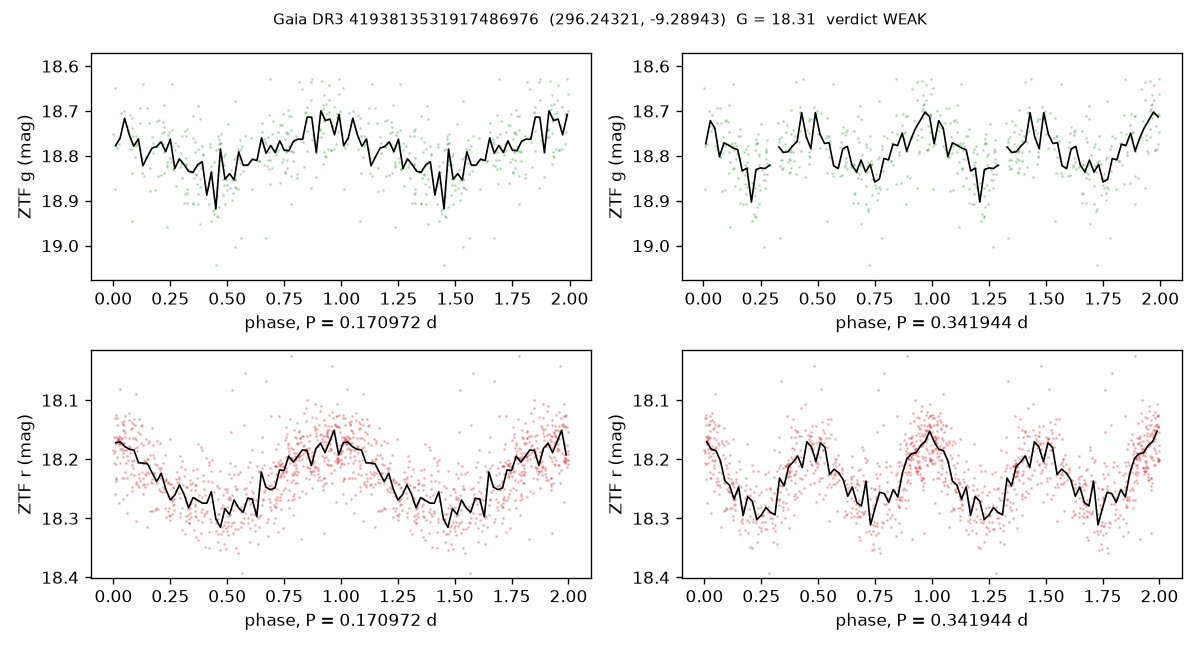 Gaia DR3 4193813531917486976  (296.24321, -9.28943)  G = 18.31  verdict WEAK
ZTF g (mag)
18.6
18.7
18.8
18.9
19.0
0.00 0.25 0.50 0.75 1.00 1.25 1.50 1.75 2.00
phase, P = 0.170972 d
ZTF g (mag)
18.6
18.7
18.8
18.9
19.0
0.00 0.25 0.50 0.75 1.00 1.25 1.50 1.75 2.00
phase, P = 0.341944 d
ZTF r (mag)
18.1
18.2
18.3
18.4
0.00 0.25 0.50 0.75 1.00 1.25 1.50 1.75 2.00
phase, P = 0.170972 d
ZTF r (mag)
18.1
18.2
18.3
18.4
0.00 0.25 0.50 0.75 1.00 1.25 1.50 1.75 2.00
phase, P = 0.341944 d